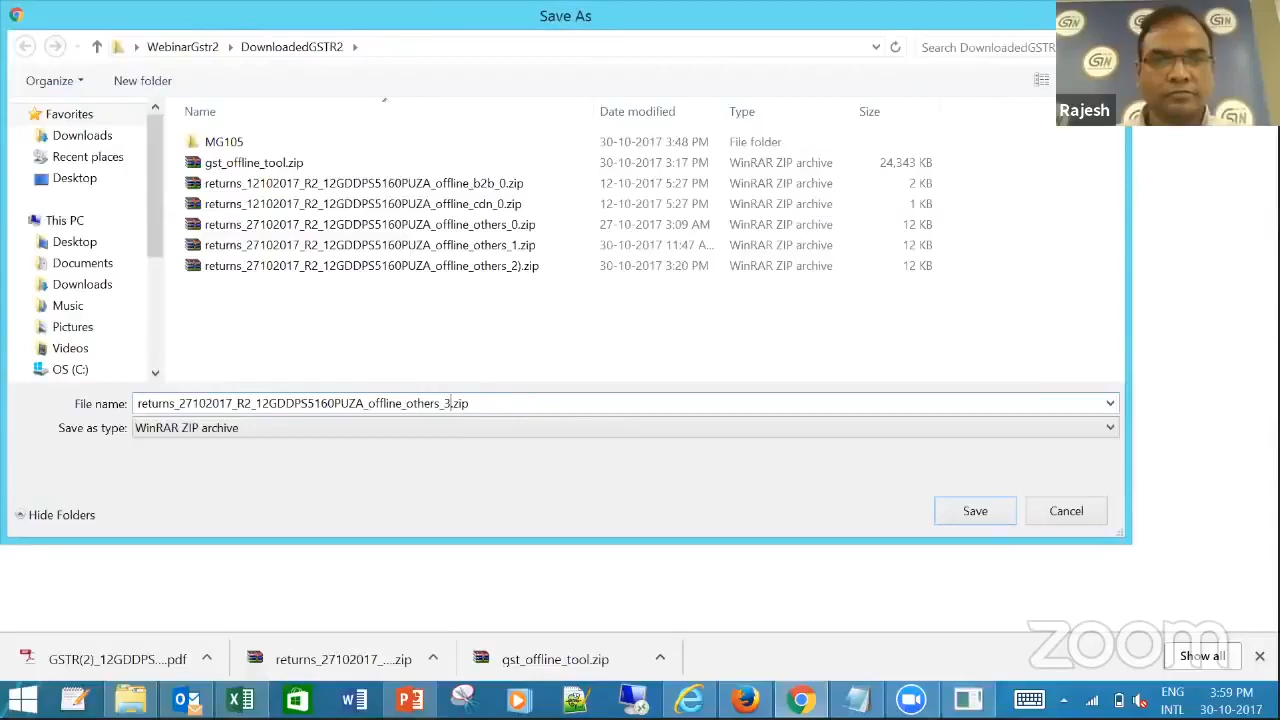 Save As
WebinarGstr2 DownloadedGSTR2 Search DownloadedGSTR
Organize New folder
Rajesh
Favorites
Downloads
Recent places
Desktop
This PC
Desktop
Documents
Downloads
Music
Pictures
Videos
OS (C:)
Name Date modified Type Size
MG105 30-10-2017 3:48 PM File folder
gst_offline_tool.zip 30-10-2017 3:17 PM WinRAR ZIP archive 24,343 KB
returns_12102017_R2_12GDDPS5160PUZA_offline_b2b_0.zip 12-10-2017 5:27 PM WinRAR ZIP archive 2 KB
returns_12102017_R2_12GDDPS5160PUZA_offline_cdn_0.zip 12-10-2017 5:27 PM WinRAR ZIP archive 1 KB
returns_27102017_R2_12GDDPS5160PUZA_offline_others_0.zip 27-10-2017 3:09 AM WinRAR ZIP archive 12 KB
returns_27102017_R2_12GDDPS5160PUZA_offline_others_1.zip 30-10-2017 11:47 A... WinRAR ZIP archive 12 KB
returns_27102017_R2_12GDDPS5160PUZA_offline_others_2).zip 30-10-2017 3:20 PM WinRAR ZIP archive 12 KB
File name: returns_27102017_R2_12GDDPS5160PUZA_offline_others_3.zip
Save as type: WinRAR ZIP archive
Hide Folders Save Cancel
zoom
GSTR(2)_12GDDPS....pdf returns_27102017_....zip gst_offline_tool.zip Show all
ENG 3:59 PM
INTL 30-10-2017